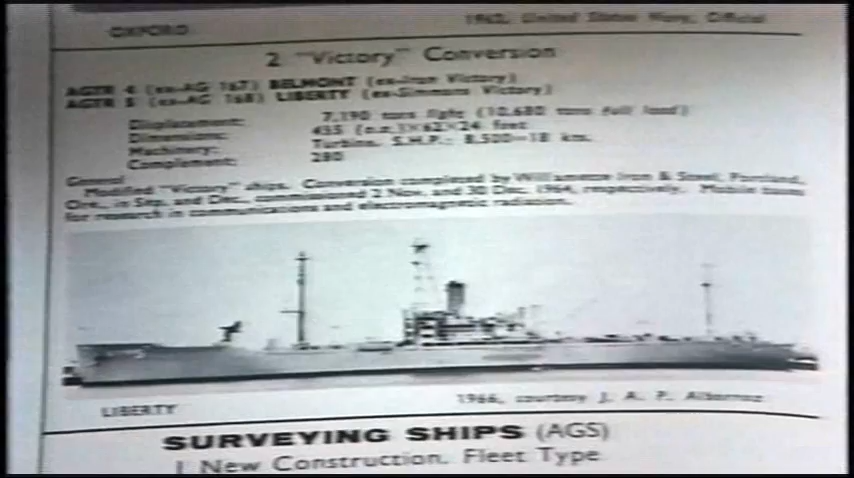 OXFORD
1962, United States Navy, Official
2 "Victory" Conversion
AGTR 4 (ex-AG 167) BELMONT (ex-Iran Victory)
AGTR 5 (ex-AG 168) LIBERTY (ex-Simmons Victory)
Displacement: 7,190 tons light (10,680 tons full load)
Dimensions: 455 (o.a.)×62×24 feet
Machinery: Turbine. S.H.P.: 8,500—18 kts.
Complement: 280
General
Modified "Victory" ships. Conversion completed by Willamette Iron & Steel, Portland,
Ore., in Sep. and Dec., commissioned 2 Nov. and 30 Dec. 1964, respectively. Mobile
for research in communications and electromagnetic radiation.
LIBERTY
1966, courtesy J. A. P.
SURVEYING SHIPS (AGS)
1 New Construction. Fleet Type